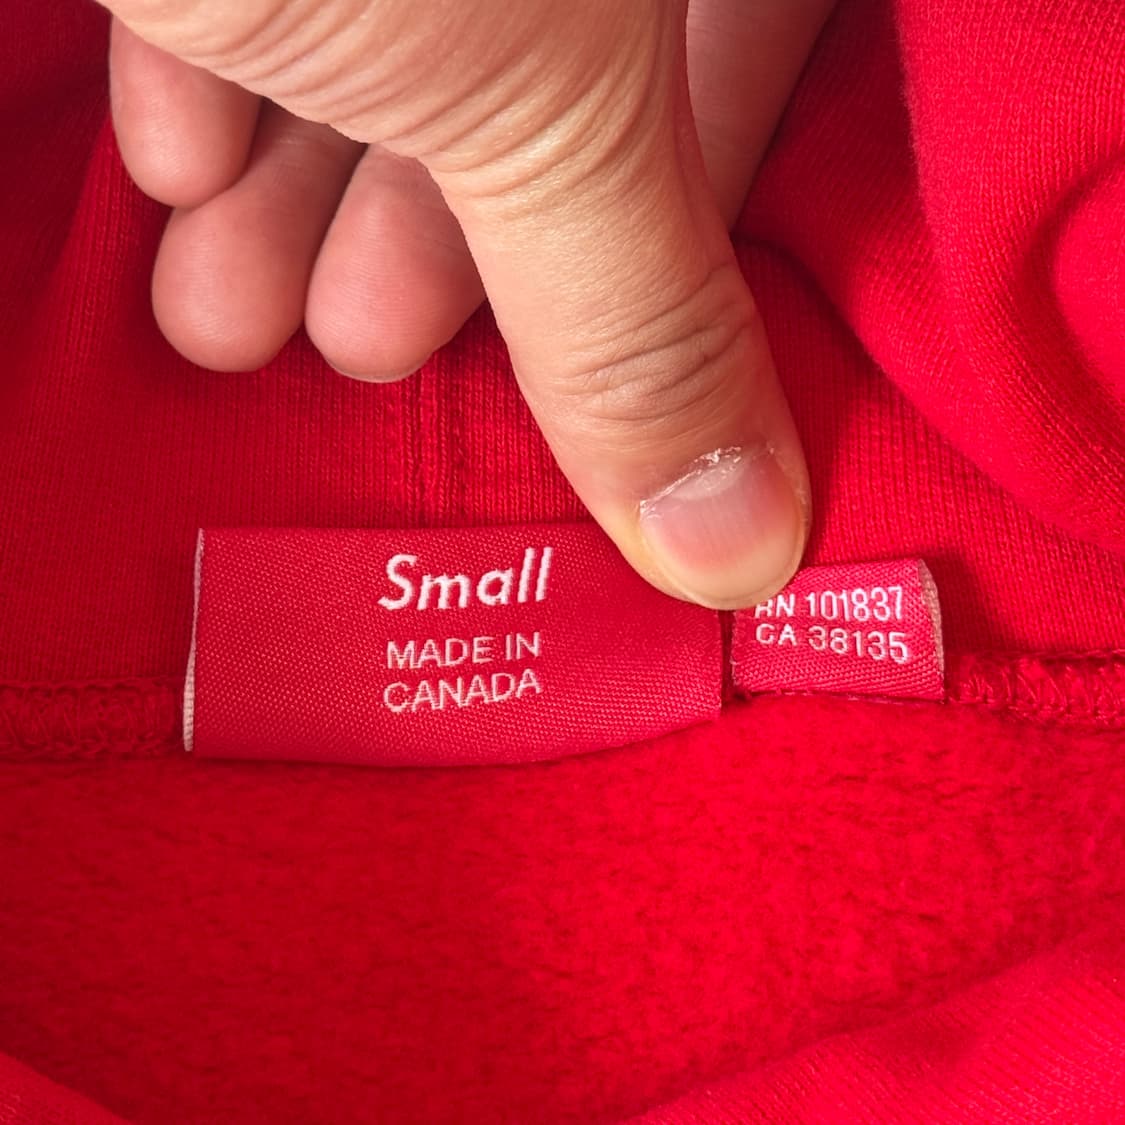 Small
MADE IN
CANADA
RN 101837
CA 38135